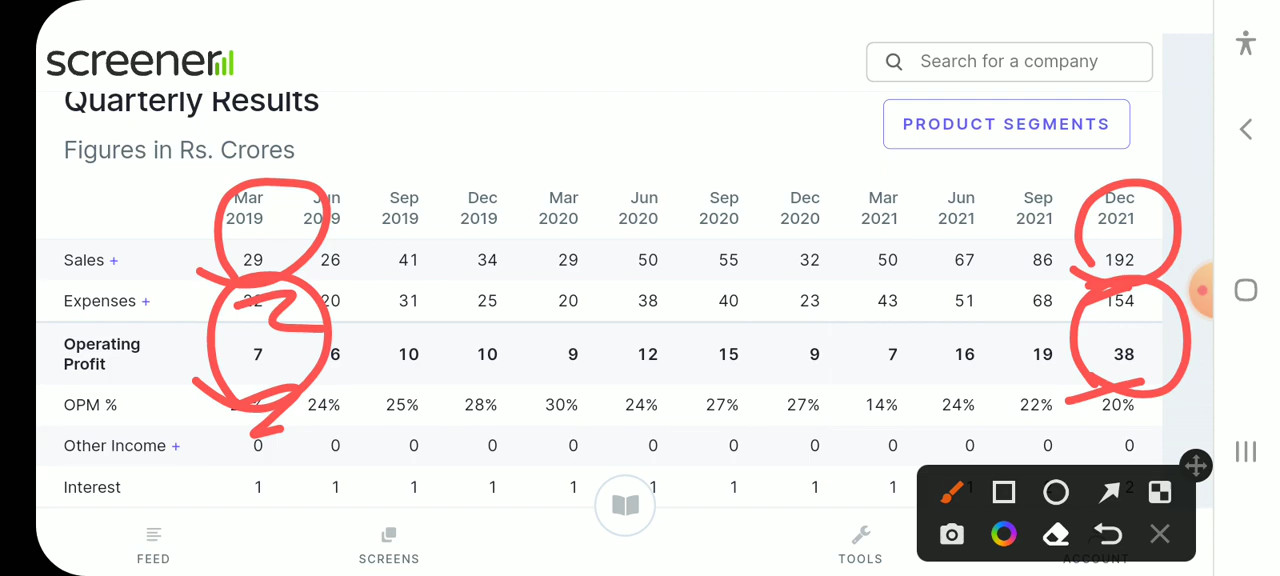 screener
Search for a company
Quarterly Results
PRODUCT SEGMENTS
Figures in Rs. Crores
Mar Jun Sep Dec Mar Jun Sep Dec Mar Jun Sep Dec
2019 2019 2019 2019 2020 2020 2020 2020 2021 2021 2021 2021
Sales + 29 26 41 34 29 50 55 32 50 67 86 192
Expenses + 22 20 31 25 20 38 40 23 43 51 68 154
Operating
Profit 7 6 10 10 9 12 15 9 7 16 19 38
OPM % 24% 25% 28% 30% 24% 27% 27% 14% 24% 22% 20%
Other Income + 0 0 0 0 0 0 0 0 0 0 0 0
Interest 1 1 1 1 1 1 1 1 1 1 2
FEED SCREENS TOOLS ACCOUNT